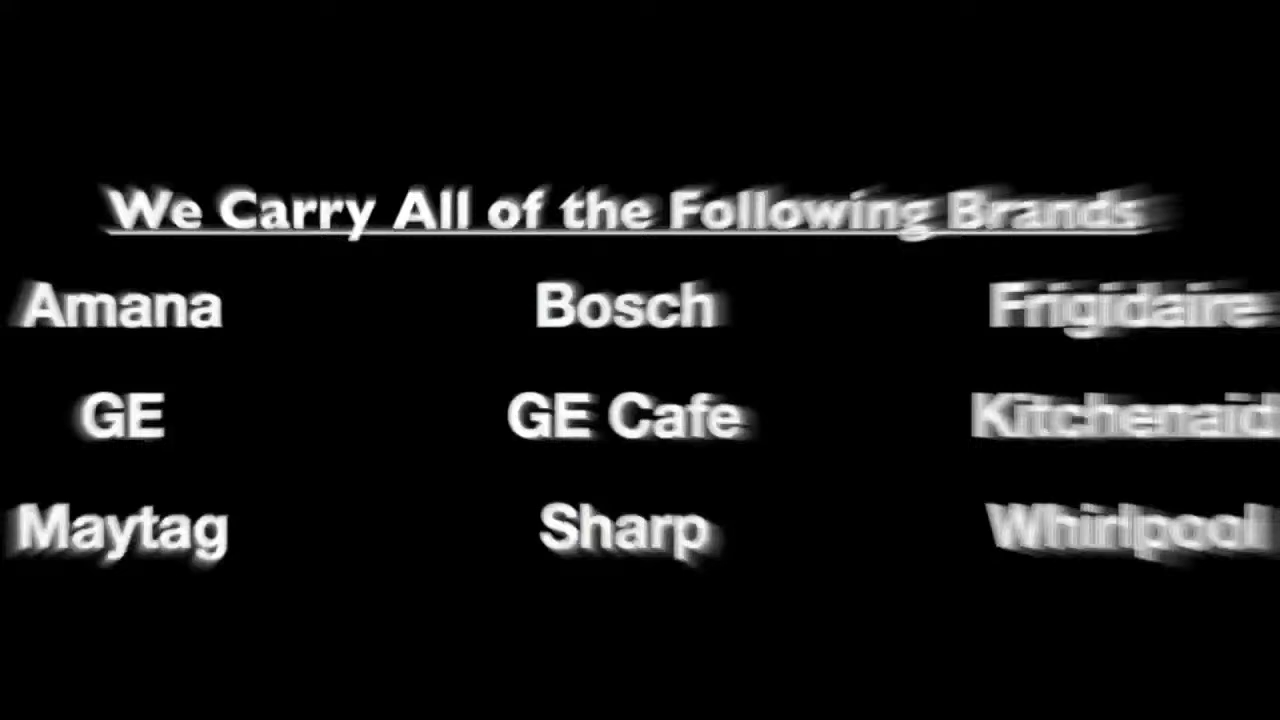 We Carry All of the Following Brands
Amana Bosch Frigidaire
GE GE Cafe Kitchenaid
Maytag Sharp Whirlpool